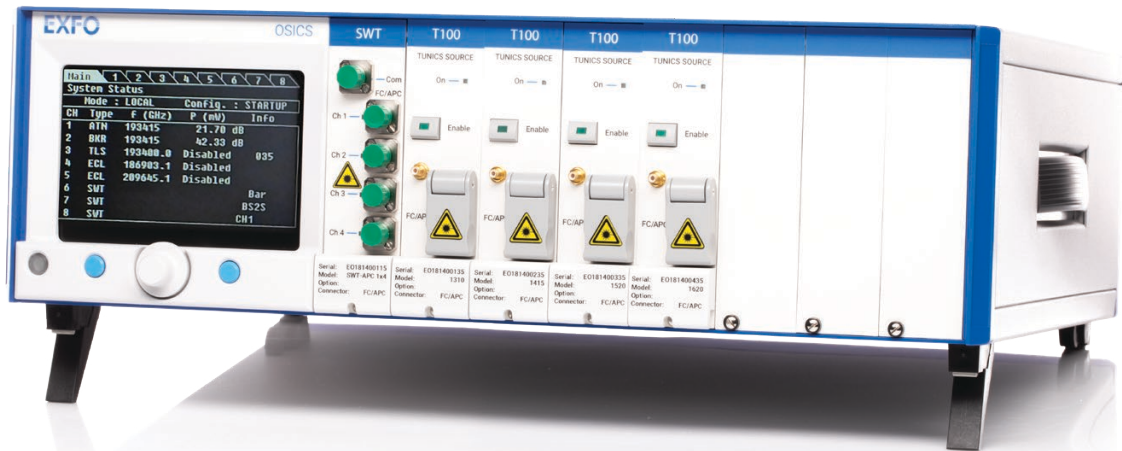 EXFO
OSICS
Main 1 2 3 4 5 6 7 8
System Status
Mode : LOCAL Config. : STARTUP
CH Type F (GHz) P (mW) Info
1 ATN 193415 21.70 dB
2 BKR 193415 42.33 dB
3 TLS 193400.0 Disabled 035
4 ECL 186903.1 Disabled
5 ECL 209645.1 Disabled
6 SWT Bar
7 SWT BS2S
8 SWT CH1
SWT
Com
FC/APC
Ch 1
Ch 2
Ch 3
Ch 4
Serial: EO181400115
Model: SWT-APC 1x4
Option:
Connector: FC/APC
T100
TUNICS SOURCE
On
Enable
FC/APC
Serial: EO181400135
Model: 1310
Option:
Connector: FC/APC
T100
TUNICS SOURCE
On
Enable
FC/APC
Serial: EO181400235
Model: 1415
Option:
Connector: FC/APC
T100
TUNICS SOURCE
On
Enable
FC/APC
Serial: EO181400335
Model: 1520
Option:
Connector: FC/APC
T100
TUNICS SOURCE
On
Enable
FC/APC
Serial: EO181400435
Model: 1620
Option:
Connector: FC/APC